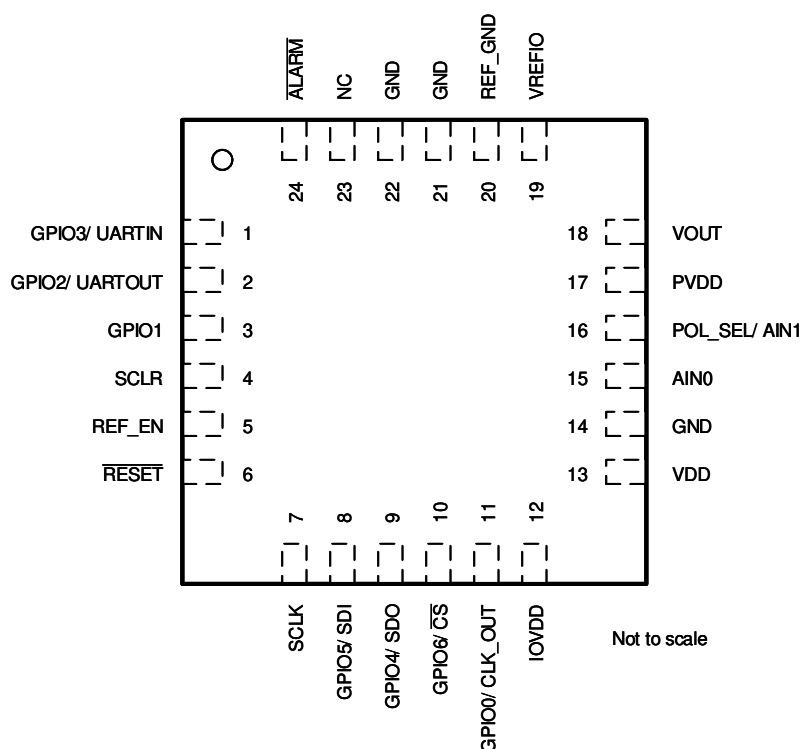 ALARM
NC
GND
GND
REF_GND
VREFIO
24
23
22
21
20
19
GPIO3/ UARTIN 1
GPIO2/ UARTOUT 2
GPIO1 3
SCLR 4
REF_EN 5
RESET 6
18 VOUT
17 PVDD
16 POL_SEL/ AIN1
15 AIN0
14 GND
13 VDD
7
8
9
10
11
12
SCLK
GPIO5/ SDI
GPIO4/ SDO
GPIO6/ CS
GPIO0/ CLK_OUT
IOVDD
Not to scale